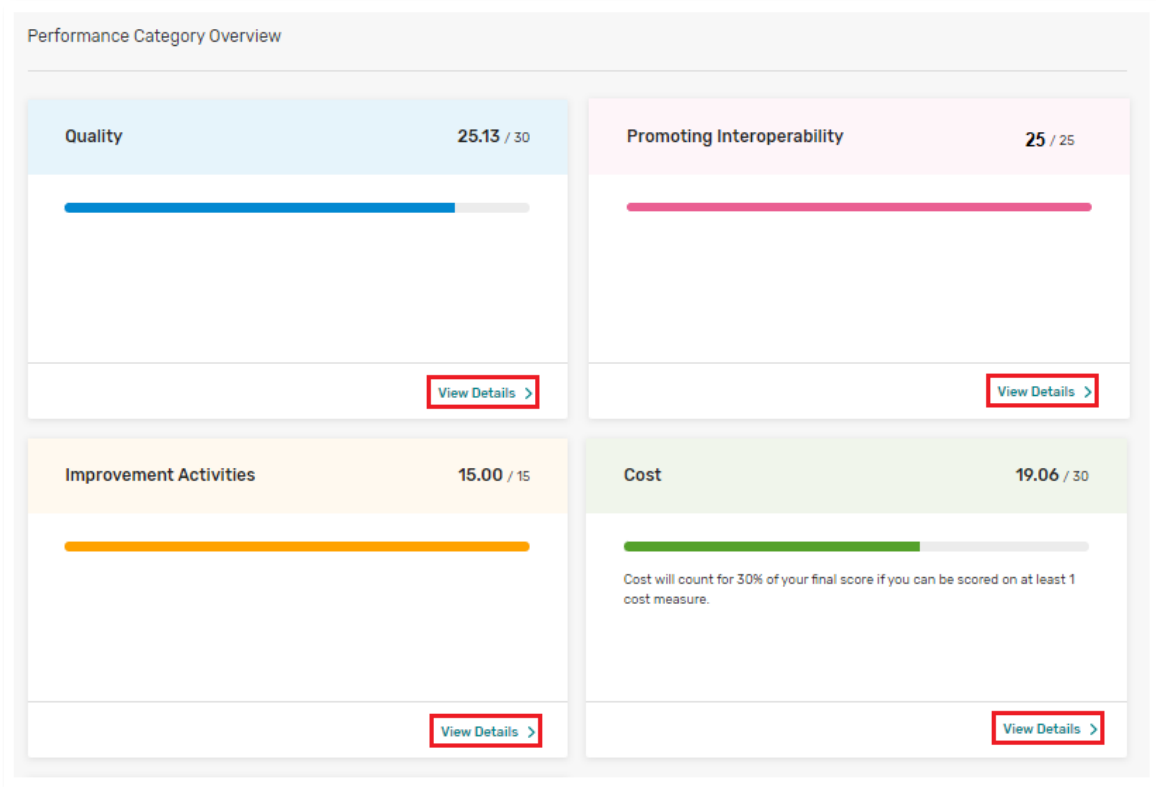 Performance Category Overview
Quality 25.13 / 30
Promoting Interoperability 25 / 25
View Details >
View Details >
Improvement Activities 15.00 / 15
Cost 19.06 / 30
Cost will count for 30% of your final score if you can be scored on at least 1
cost measure.
View Details >
View Details >